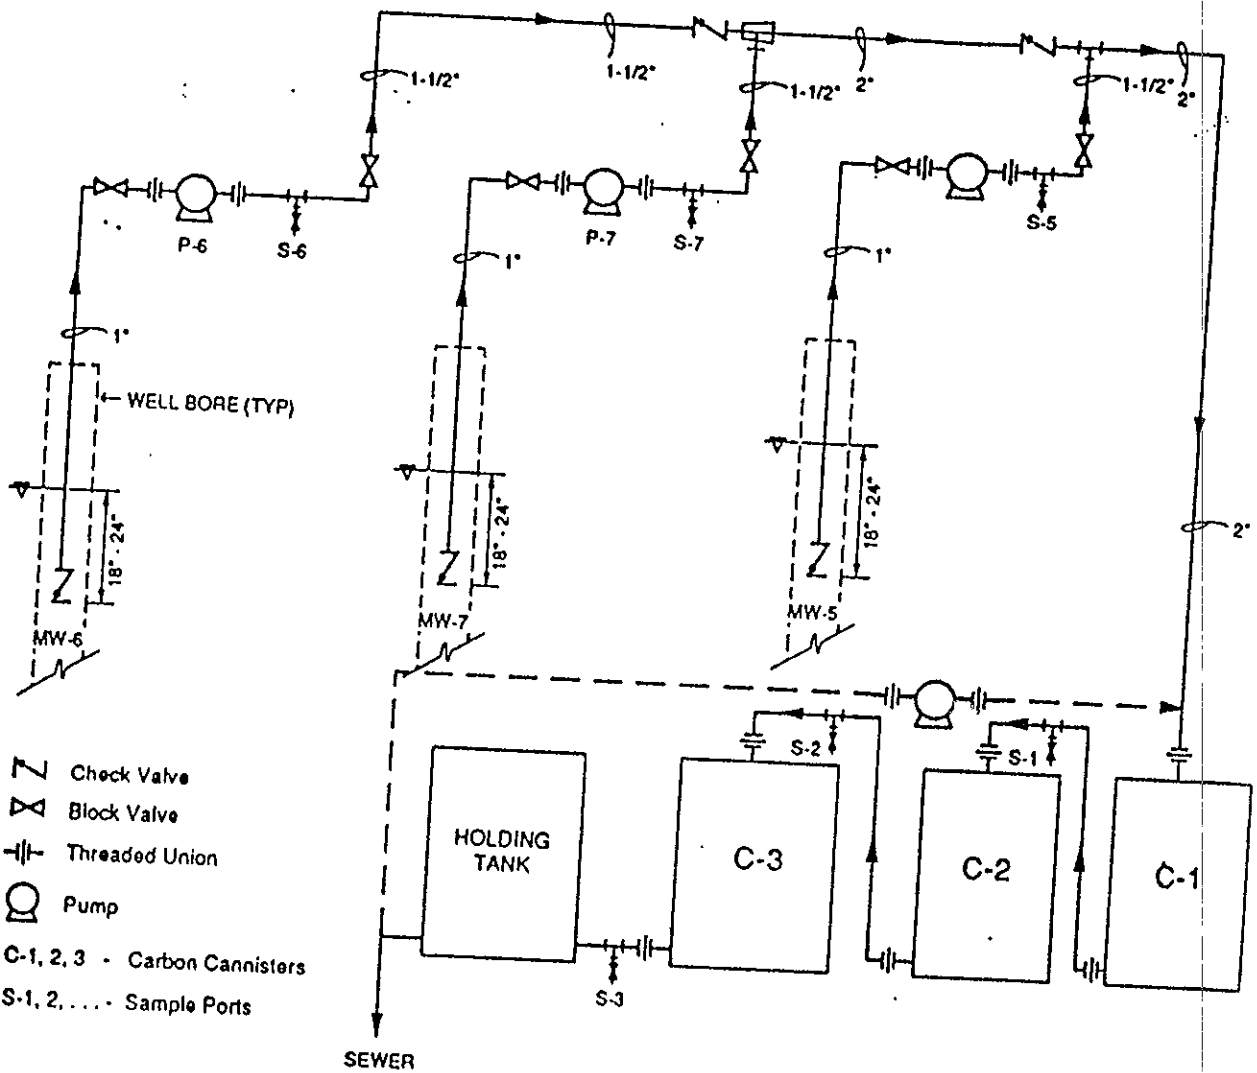 1-1/2"
1-1/2"
1-1/2"
2"
1-1/2"
2"
P-6
S-6
P-7
S-7
S-5
1"
1"
1"
WELL BORE (TYP)
18" - 24"
18" - 24"
18" - 24"
2"
MW-6
MW-7
MW-5
S-2
S-1
Check Valve
Block Valve
Threaded Union
Pump
C-1, 2, 3 - Carbon Cannisters
S-1, 2, . . . - Sample Ports
HOLDING
TANK
C-3
C-2
C-1
S-3
SEWER